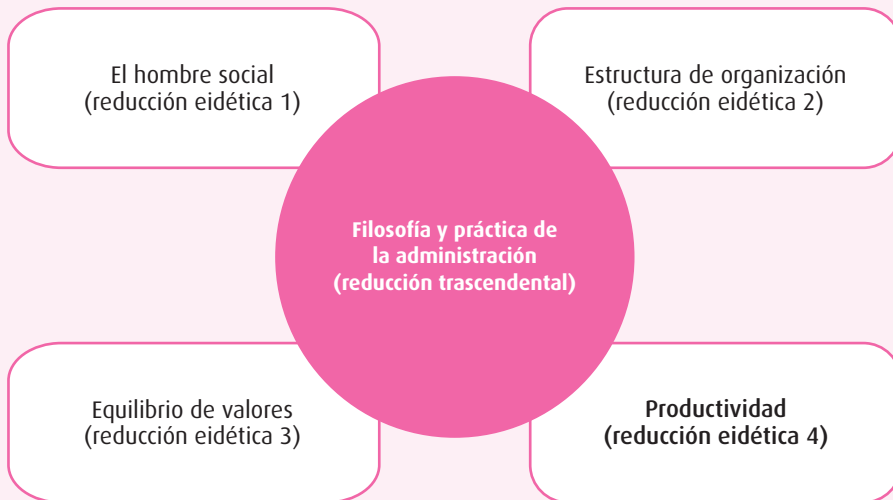 El hombre social
(reducción eidética 1)
Estructura de organización
(reducción eidética 2)
Filosofía y práctica de
la administración
(reducción trascendental)
Equilibrio de valores
(reducción eidética 3)
Productividad
(reducción eidética 4)